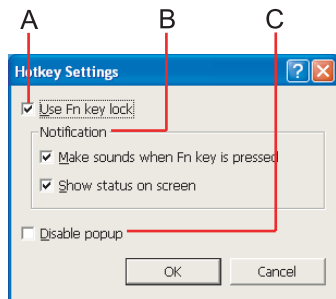 A B C
Hotkey Settings
Use Fn key lock
Notification
Make sounds when Fn key is pressed
Show status on screen
Disable popup
OK Cancel